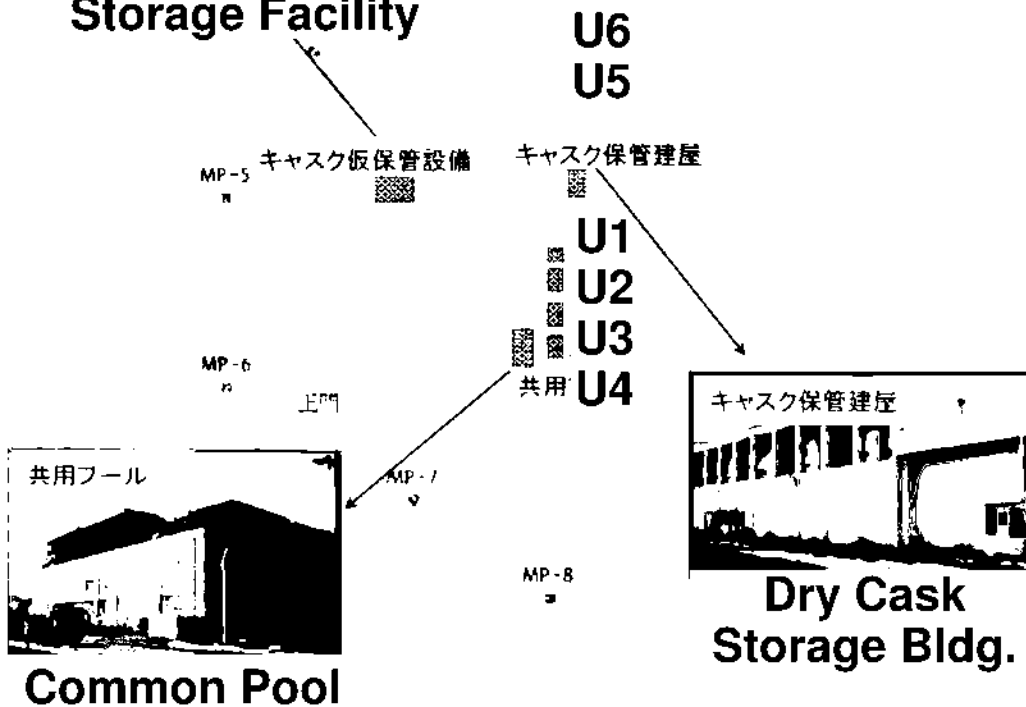 Storage Facility
U6
U5
キャスク仮保管設備
キャスク保管建屋
MP-5
U1
U2
U3
MP-6
共用
U4
キャスク保管建屋
共用プール
MP-7
MP-8
Dry Cask
Storage Bldg.
Common Pool